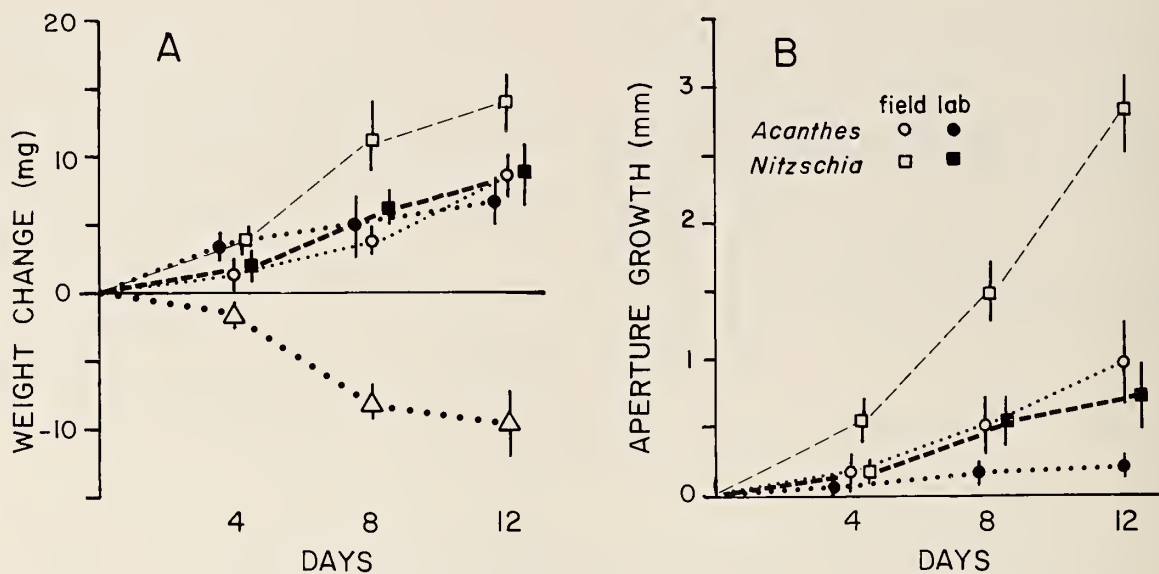 A
WEIGHT CHANGE (mg)
20
10
0
-10
4 8 12
DAYS
B
field lab
Acanthes
Nitzschia
APERTURE GROWTH (mm)
3
2
1
0
4 8 12
DAYS